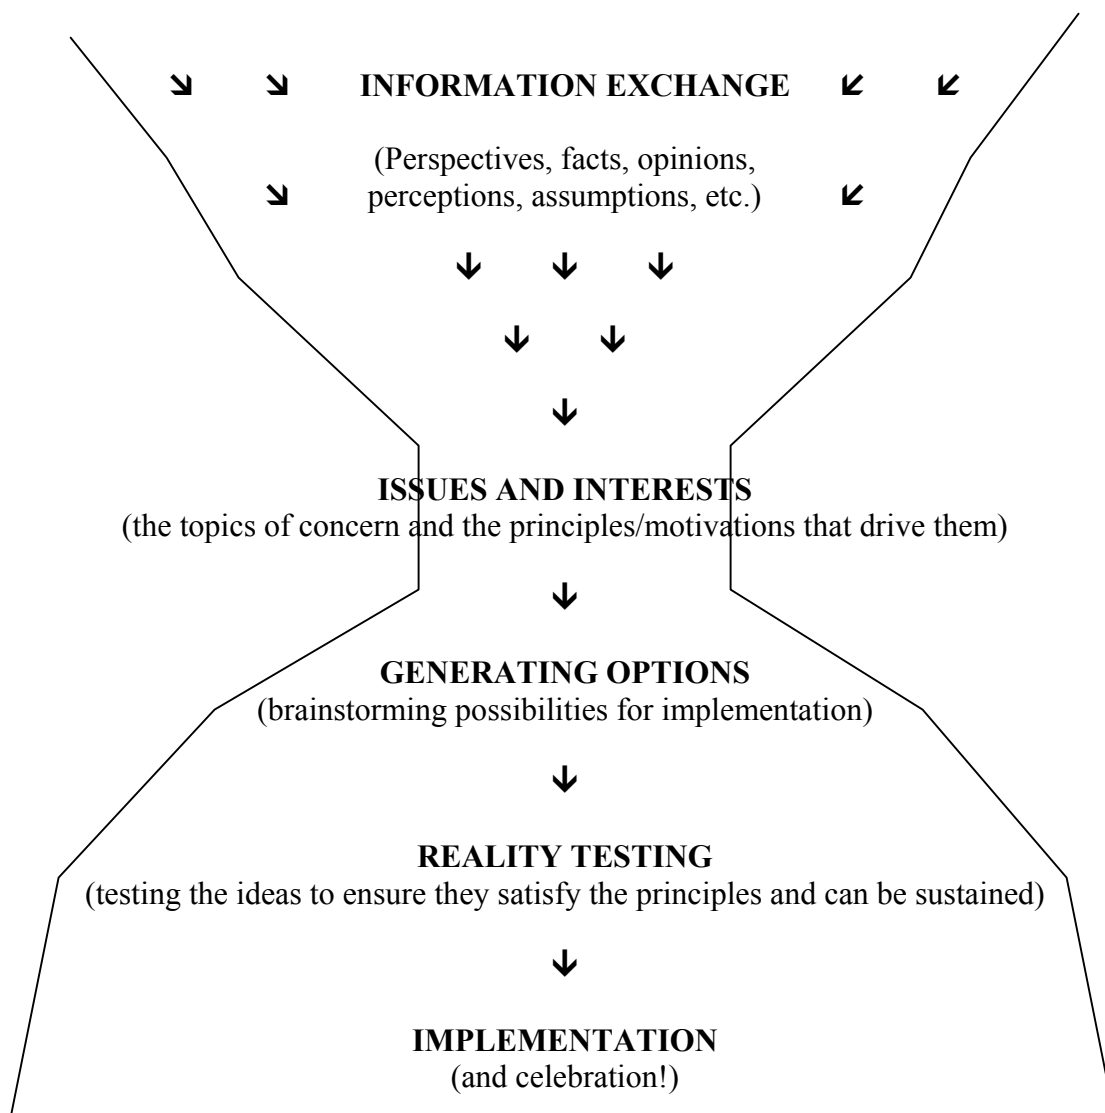 INFORMATION EXCHANGE
(Perspectives, facts, opinions,
perceptions, assumptions, etc.)
ISSUES AND INTERESTS
(the topics of concern and the principles/motivations that drive them)
GENERATING OPTIONS
(brainstorming possibilities for implementation)
REALITY TESTING
(testing the ideas to ensure they satisfy the principles and can be sustained)
IMPLEMENTATION
(and celebration!)